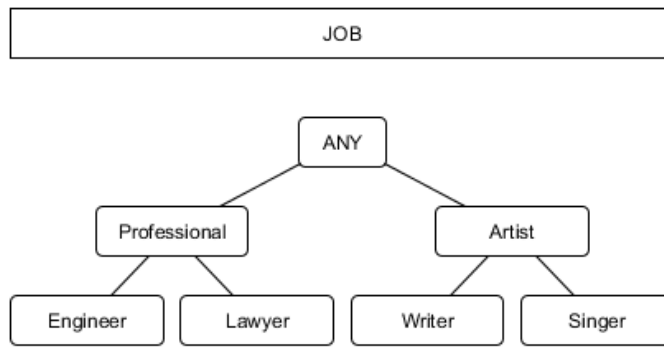 JOB
ANY
Professional
Artist
Engineer
Lawyer
Writer
Singer